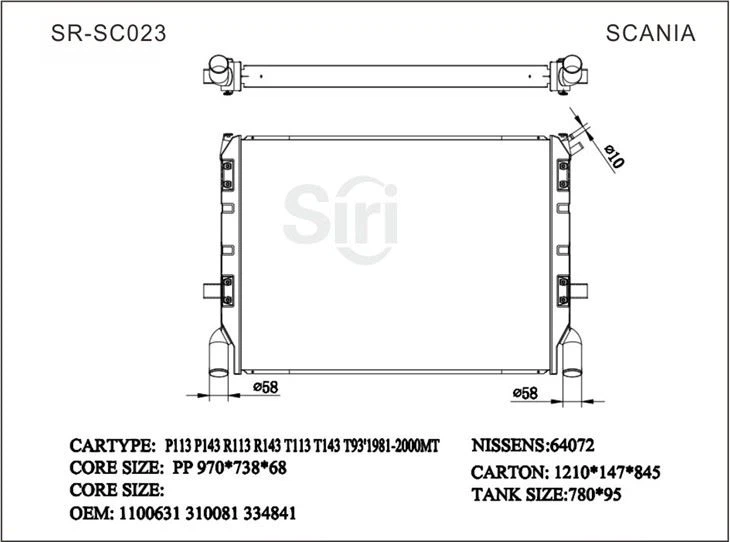 SR-SC023
SCANIA
ø10
Siri
ø58
ø58
CARTYPE: P113 P143 R113 R143 T113 T143 T93'1981-2000MT
CORE SIZE: PP 970*738*68
CORE SIZE:
OEM: 1100631 310081 334841
NISSENS:64072
CARTON: 1210*147*845
TANK SIZE:780*95